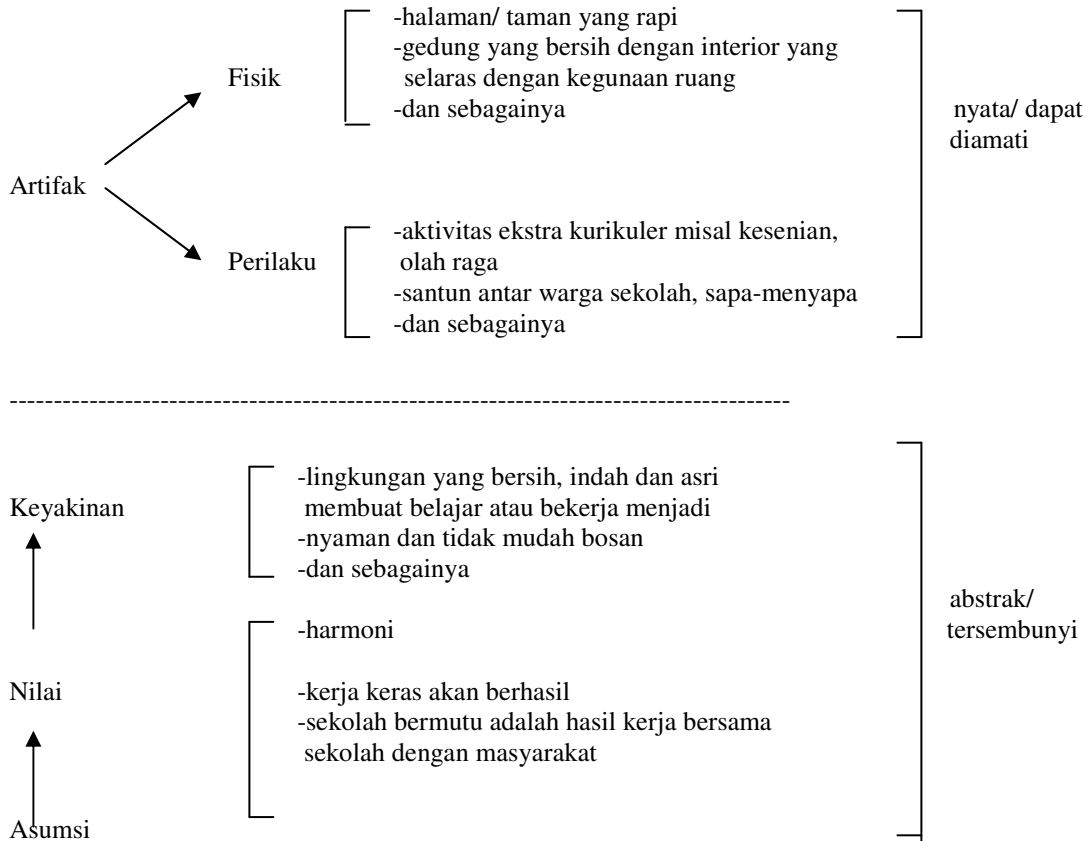 -halaman/ taman yang rapi
-gedung yang bersih dengan interior yang
selaras dengan kegunaan ruang
-dan sebagainya
Fisik
nyata/ dapat
diamati
Artifak
-aktivitas ekstra kurikuler misal kesenian,
olah raga
-santun antar warga sekolah, sapa-menyapa
-dan sebagainya
Perilaku
----------------------------------------------------------------------------------------
-lingkungan yang bersih, indah dan asri
membuat belajar atau bekerja menjadi
-nyaman dan tidak mudah bosan
-dan sebagainya
Keyakinan
abstrak/
tersembunyi
-harmoni
Nilai
-kerja keras akan berhasil
-sekolah bermutu adalah hasil kerja bersama
sekolah dengan masyarakat
Asumsi